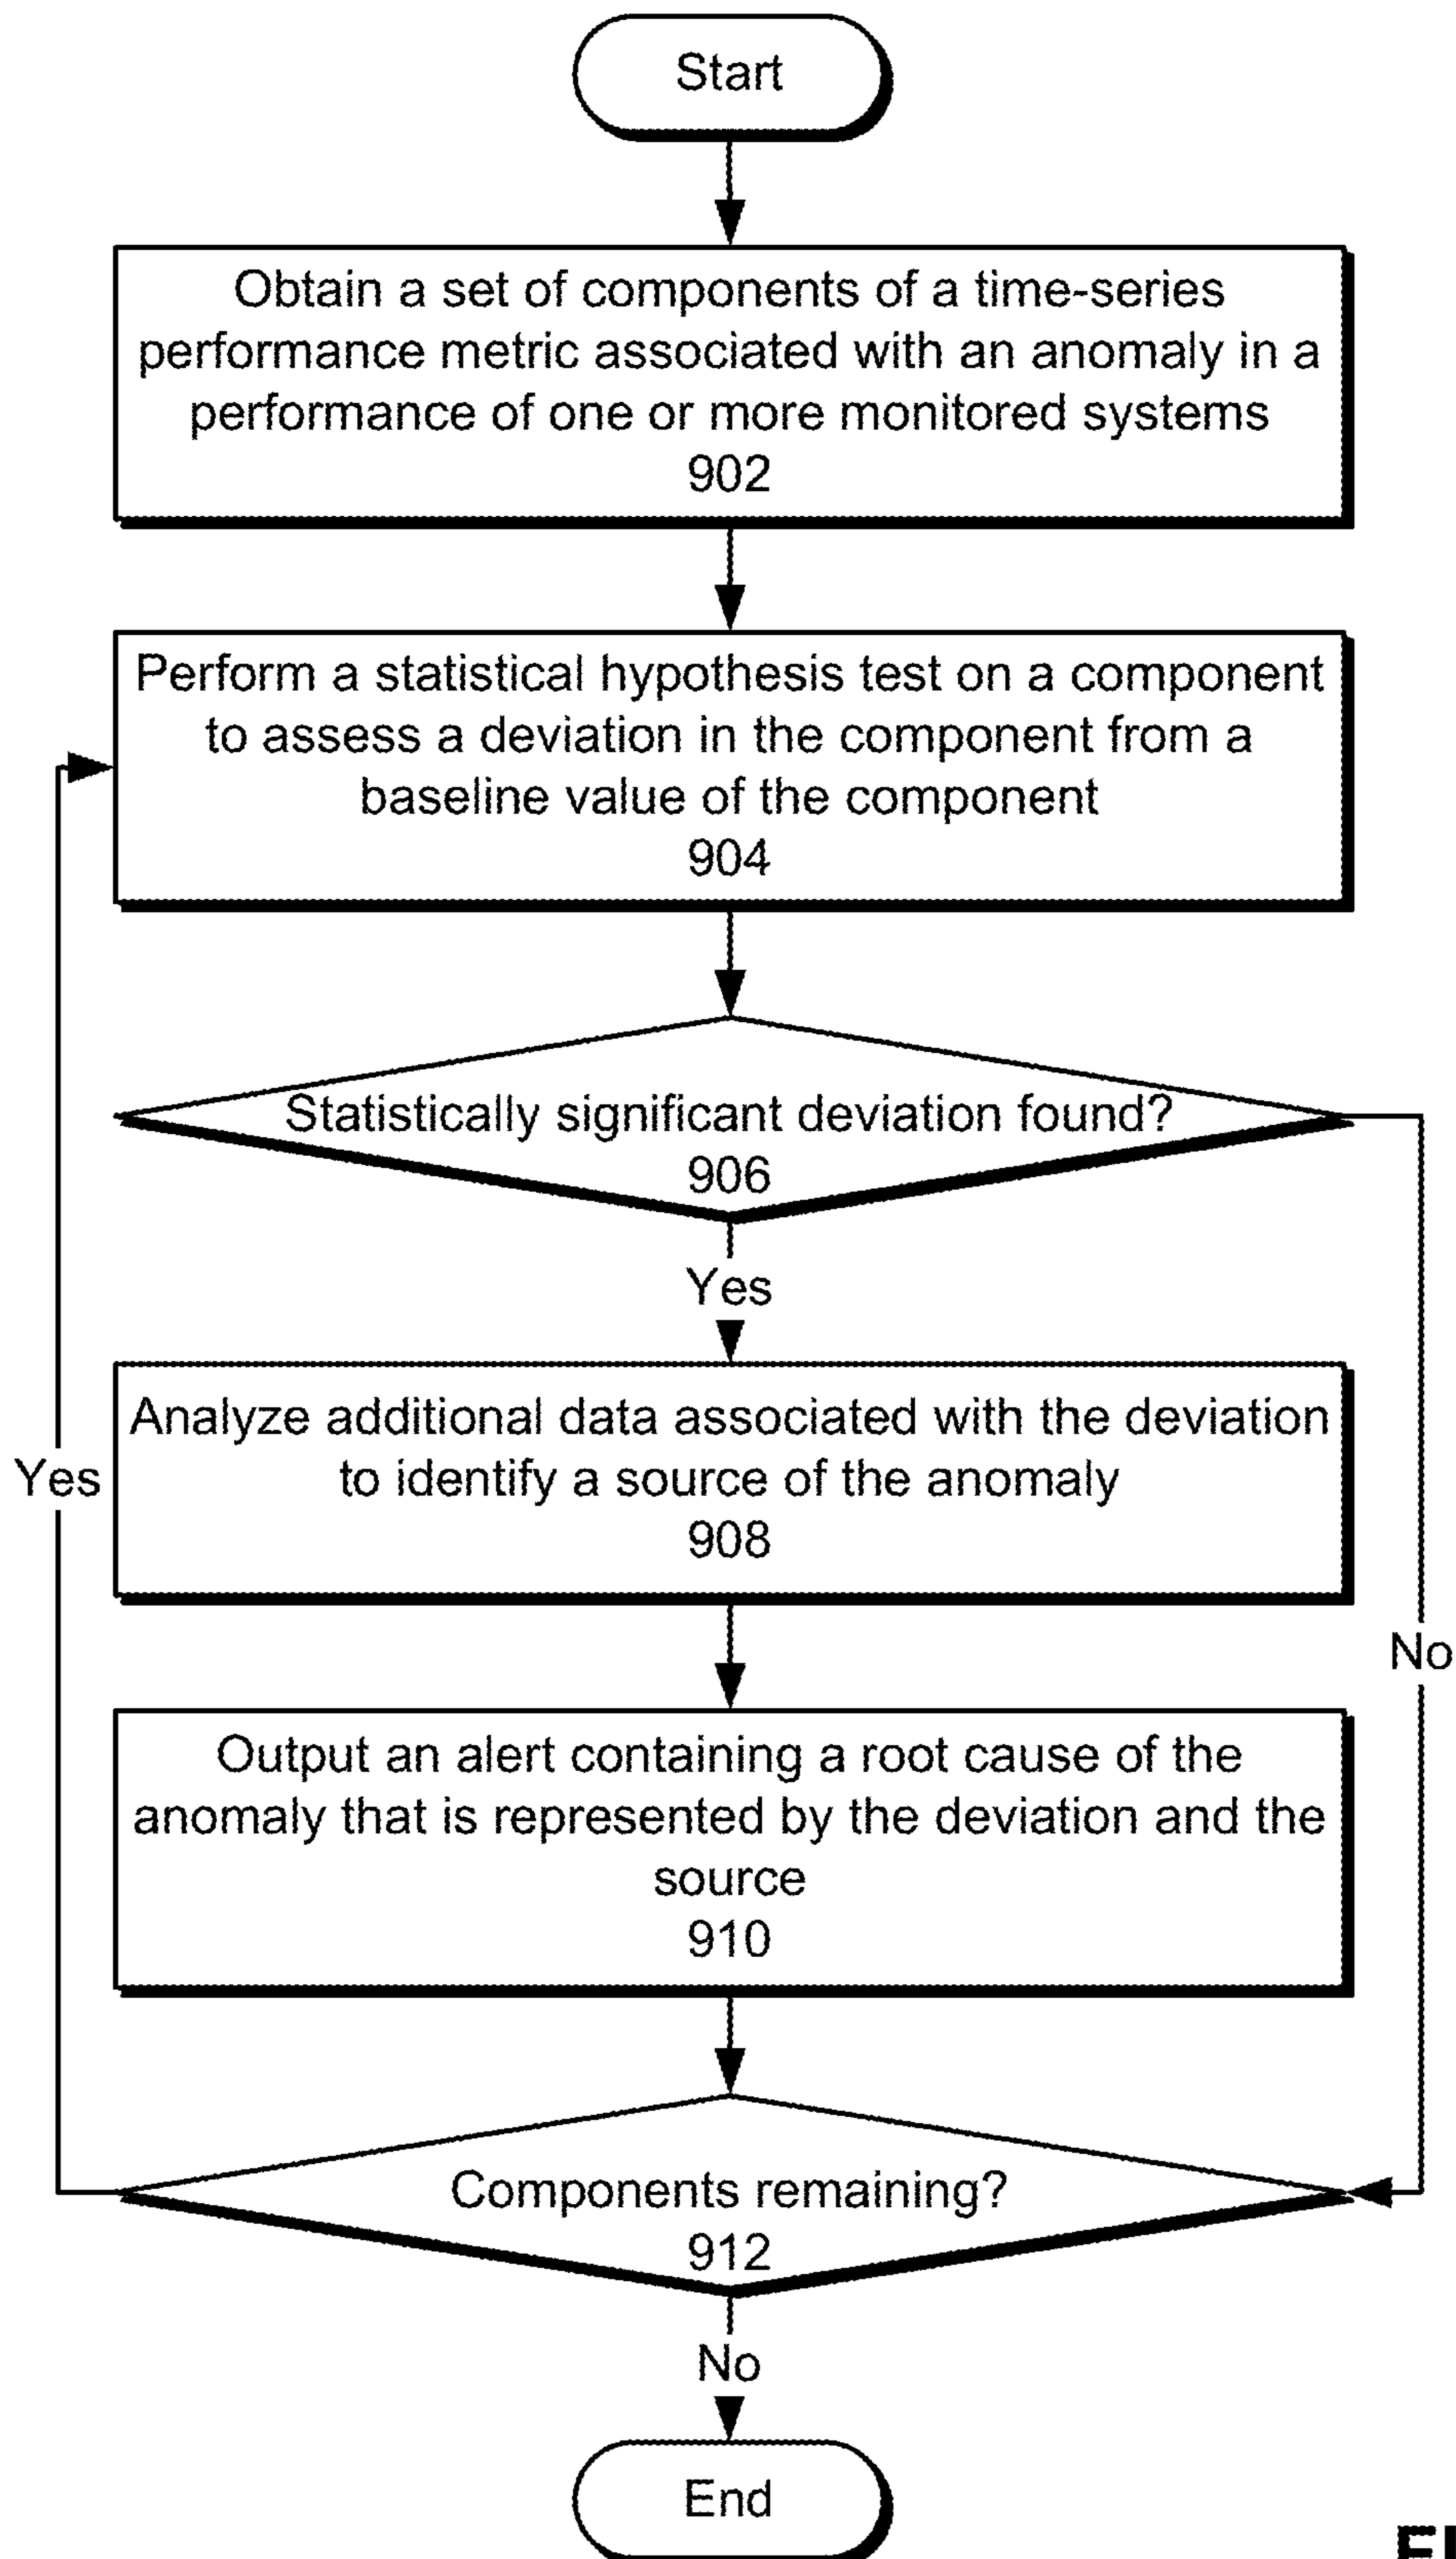 Start
Obtain a set of components of a time-series
performance metric associated with an anomaly in a
performance of one or more monitored systems
902
Perform a statistical hypothesis test on a component
to assess a deviation in the component from a
baseline value of the component
904
Statistically significant deviation found?
906
Yes
Analyze additional data associated with the deviation
to identify a source of the anomaly
908
Yes
No
Output an alert containing a root cause of the
anomaly that is represented by the deviation and the
source
910
Components remaining?
912
No
End